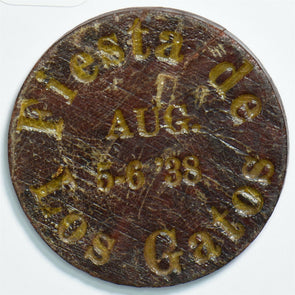 Fiesta de
Los Gatos
AUG.
5-6 '38